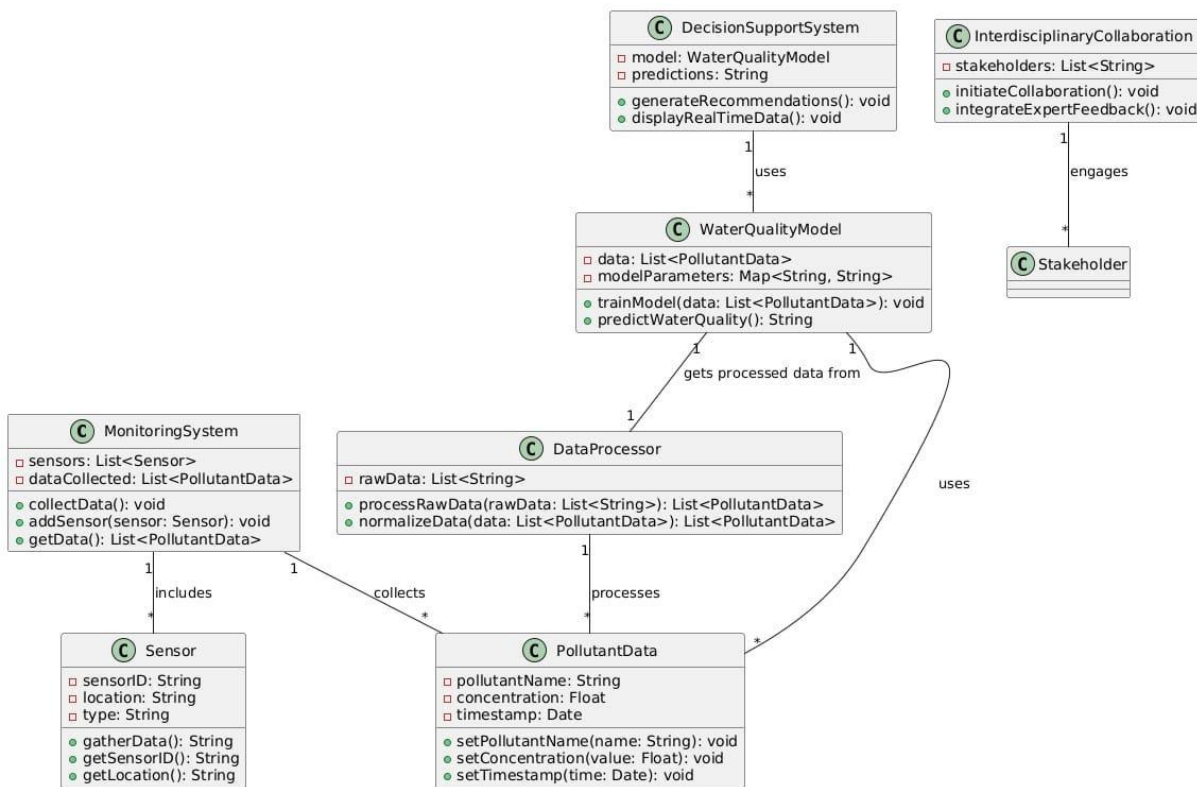 C DecisionSupportSystem
model: WaterQualityModel
predictions: String
generateRecommendations(): void
displayRealTimeData(): void
C InterdisciplinaryCollaboration
stakeholders: List<String>
initiateCollaboration(): void
integrateExpertFeedback(): void
1
uses
*
1
engages
*
C WaterQualityModel
data: List<PollutantData>
modelParameters: Map<String, String>
trainModel(data: List<PollutantData>): void
predictWaterQuality(): String
C Stakeholder
1
gets processed data from
1
1
uses
*
C MonitoringSystem
sensors: List<Sensor>
dataCollected: List<PollutantData>
collectData(): void
addSensor(sensor: Sensor): void
getData(): List<PollutantData>
C DataProcessor
rawData: List<String>
processRawData(rawData: List<String>): List<PollutantData>
normalizeData(data: List<PollutantData>): List<PollutantData>
1
includes
*
1
collects
*
1
processes
*
C Sensor
sensorID: String
location: String
type: String
gatherData(): String
getSensorID(): String
getLocation(): String
C PollutantData
pollutantName: String
concentration: Float
timestamp: Date
setPollutantName(name: String): void
setConcentration(value: Float): void
setTimestamp(time: Date): void